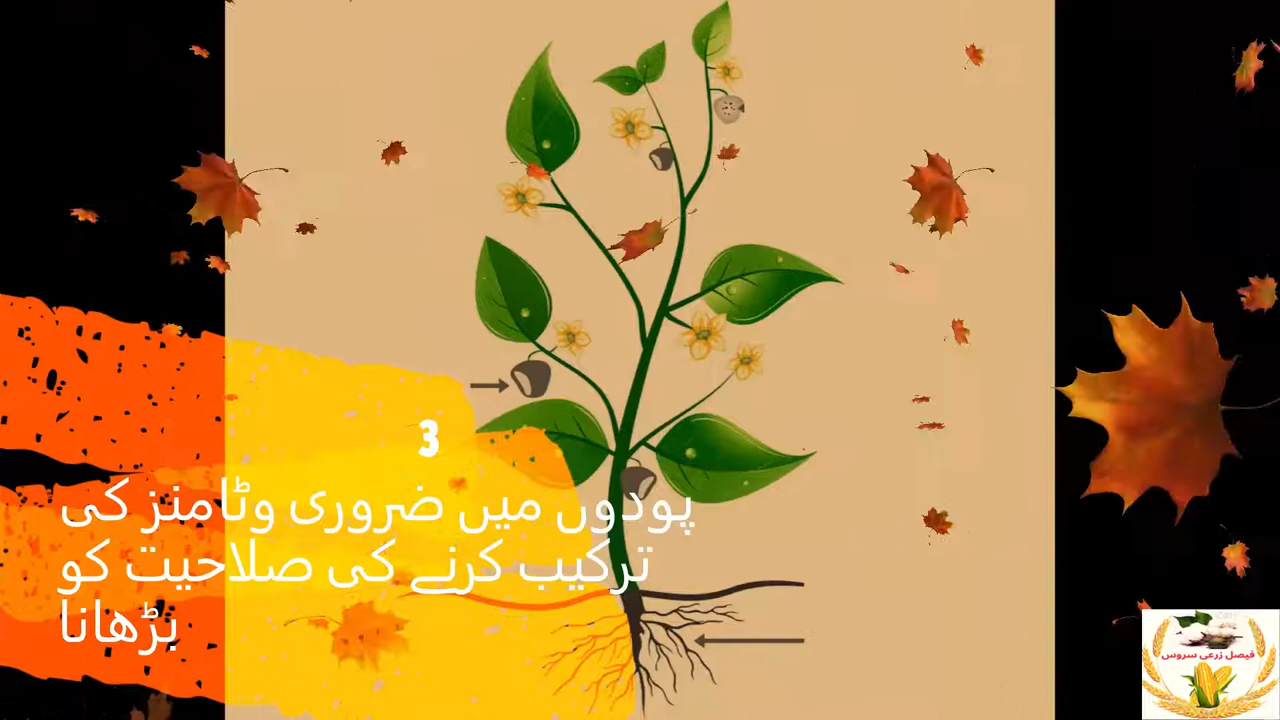 3
پودوں میں ضروری وٹامنز کی
ترکیب کرنے کی صلاحیت کو
بڑھانا
فیصل زرعی سروس